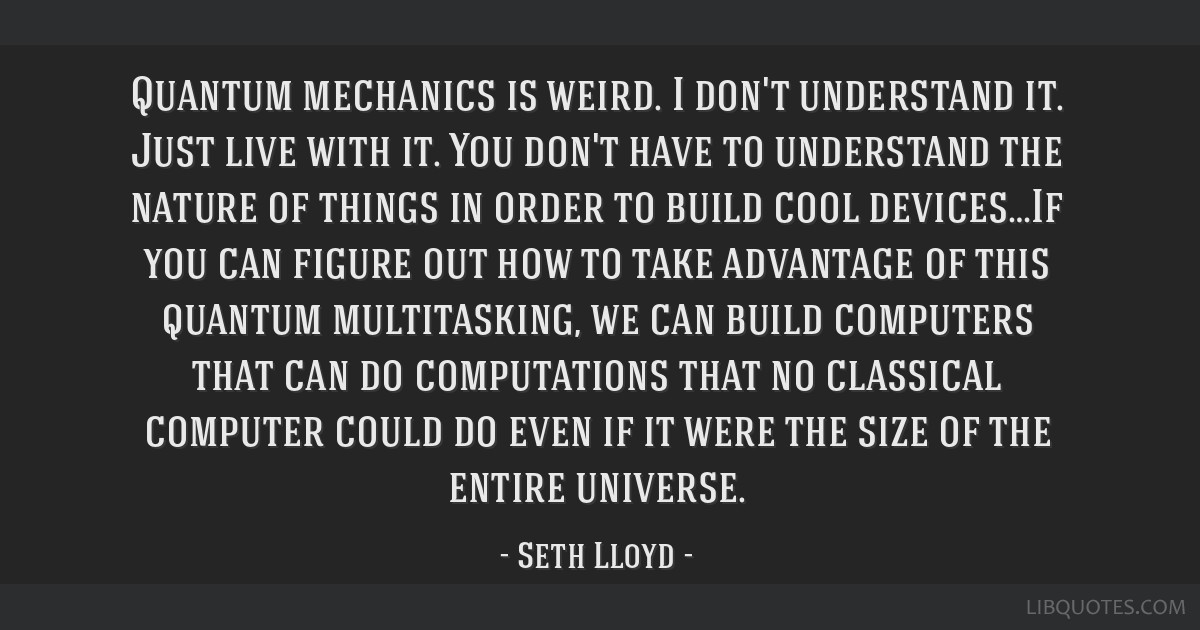 Quantum mechanics is weird. I don't understand it.
Just live with it. You don't have to understand the
nature of things in order to build cool devices...If
you can figure out how to take advantage of this
quantum multitasking, we can build computers
that can do computations that no classical
computer could do even if it were the size of the
entire universe.
- Seth Lloyd -
LIBQUOTES.COM